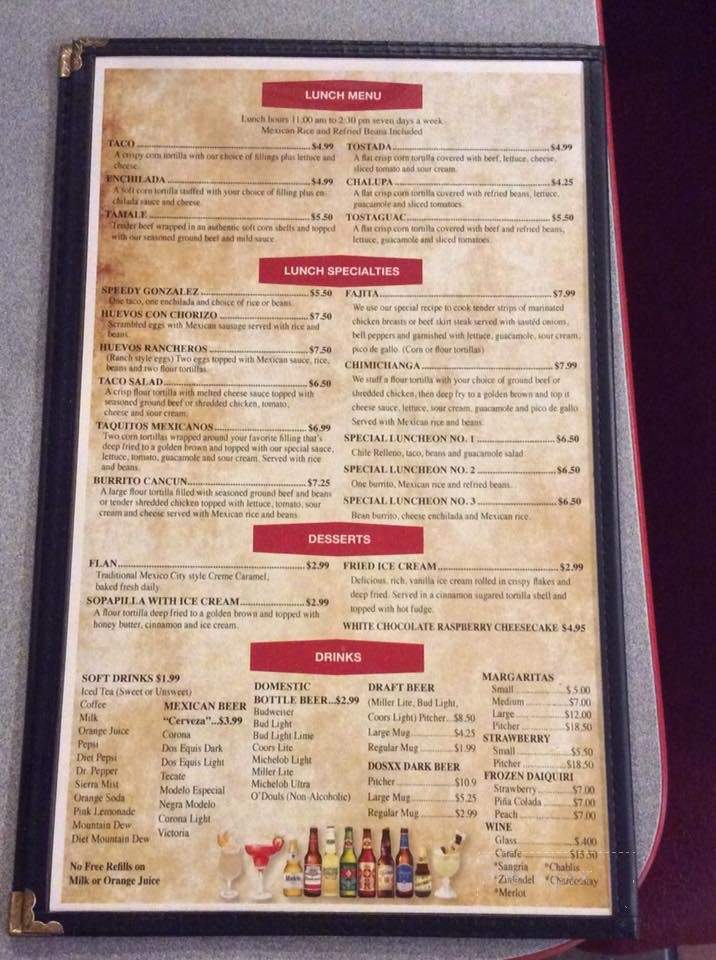 LUNCH MENU
Lunch hours 11:00 am to 2:30 pm seven days a week
Mexican Rice and Refried Beans Included
TACO $4.99
A crispy corn tortilla with our choice of fillings plus lettuce and
cheese.
ENCHILADA $4.99
A soft corn tortilla stuffed with your choice of filling plus en-
chilada sauce and cheese
TAMALE $5.50
Tender beef wrapped in an authentic soft corn shells and topped
with our seasoned ground beef and mild sauce
TOSTADA $4.99
A flat crisp corn tortilla covered with beef, lettuce, cheese,
sliced tomato and sour cream.
CHALUPA $4.25
A flat crisp corn tortilla covered with refried beans, lettuce,
guacamole and sliced tomatoes.
TOSTAGUAC $5.50
A flat crisp corn tortilla covered with beef and refried beans,
lettuce, guacamole and sliced tomatoes.
LUNCH SPECIALTIES
SPEEDY GONZALEZ $5.50
One taco, one enchilada and choice of rice or beans.
HUEVOS CON CHORIZO $7.50
Scrambled eggs with Mexican sausage served with rice and
beans.
HUEVOS RANCHEROS $7.50
(Ranch style eggs) Two eggs topped with Mexican sauce, rice,
beans and two flour tortillas.
TACO SALAD $6.50
A crisp flour tortilla with melted cheese sauce topped with
seasoned ground beef or shredded chicken, tomato,
cheese and sour cream.
TAQUITOS MEXICANOS $6.99
Two corn tortillas wrapped around your favorite filling that's
deep fried to a golden brown and topped with our special sauce,
lettuce, tomato, guacamole and sour cream. Served with rice
and beans.
BURRITO CANCUN $7.25
A large flour tortilla filled with seasoned ground beef and beans
or tender shredded chicken topped with lettuce, tomato, sour
cream and cheese served with Mexican rice and beans.
FAJITA $7.99
We use our special recipe to cook tender strips of marinated
chicken breasts or beef skirt steak served with sautéd onions,
bell peppers and garnished with lettuce, guacamole, sour cream,
pico de gallo. (Corn or flour tortillas)
CHIMICHANGA $7.99
We stuff a flour tortilla with your choice of ground beef or
shredded chicken, then deep fry to a golden brown and top it
cheese sauce, lettuce, sour cream, guacamole and pico de gallo
Served with Mexican rice and beans.
SPECIAL LUNCHEON NO. 1 $6.50
Chile Relleno, taco, beans and guacamole salad
SPECIAL LUNCHEON NO. 2 $6.50
One burrito, Mexican rice and refried beans.
SPECIAL LUNCHEON NO. 3 $6.50
Bean burrito, cheese enchilada and Mexican rice.
DESSERTS
FLAN $2.99
Traditional Mexico City style Creme Caramel,
baked fresh daily.
SOPAPILLA WITH ICE CREAM $2.99
A flour tortilla deep fried to a golden brown and topped with
honey butter, cinnamon and ice cream.
FRIED ICE CREAM $2.99
Delicious, rich, vanilla ice cream rolled in crispy flakes and
deep fried. Served in a cinnamon sugared tortilla shell and
topped with hot fudge.
WHITE CHOCOLATE RASPBERRY CHEESECAKE $4.95
DRINKS
SOFT DRINKS $1.99
Iced Tea (Sweet or Unsweet)
Coffee
Milk
Orange Juice
Pepsi
Diet Pepsi
Dr. Pepper
Sierra Mist
Orange Soda
Pink Lemonade
Mountain Dew
Diet Mountain Dew
No Free Refills on
Milk or Orange Juice
MEXICAN BEER
"Cerveza"...$3.99
Corona
Dos Equis Dark
Dos Equis Light
Tecate
Modelo Especial
Negra Modelo
Corona Light
Victoria
DOMESTIC
BOTTLE BEER...$2.99
Budweiser
Bud Light
Bud Light Lime
Coors Lite
Michelob Light
Miller Lite
Michelob Ultra
O'Douls (Non-Alcoholic)
DRAFT BEER
(Miller Lite, Bud Light,
Coors Light) Pitcher $8.50
Large Mug $4.25
Regular Mug $1.99
DOSXX DARK BEER
Pitcher $10.9
Large Mug $5.25
Regular Mug $2.99
MARGARITAS
Small $5.00
Medium $7.00
Large $12.00
Pitcher $18.50
STRAWBERRY
Small $5.50
Pitcher $18.50
FROZEN DAIQUIRI
Strawberry $7.00
Piña Colada $7.00
Peach $7.00
WINE
Glass $.400
Carafe $13.50
*Sangria *Chablis
*Zinfindel *Chardonnay
*Merlot